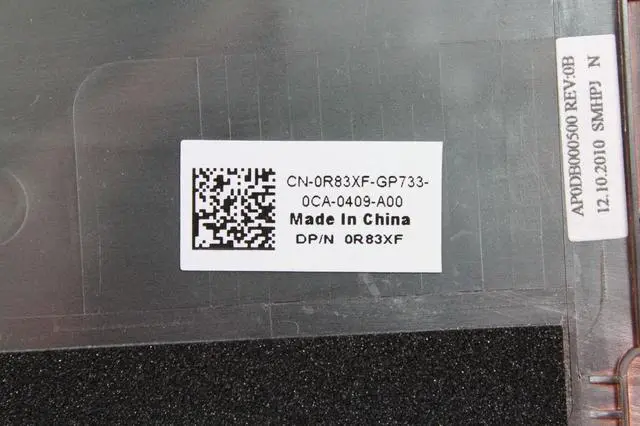 CN-0R83XF-GP733-
0CA-0409-A00
Made In China
DP/N 0R83XF
AP0DB000500 REV:0B
12.10.2010 SMHPJ N